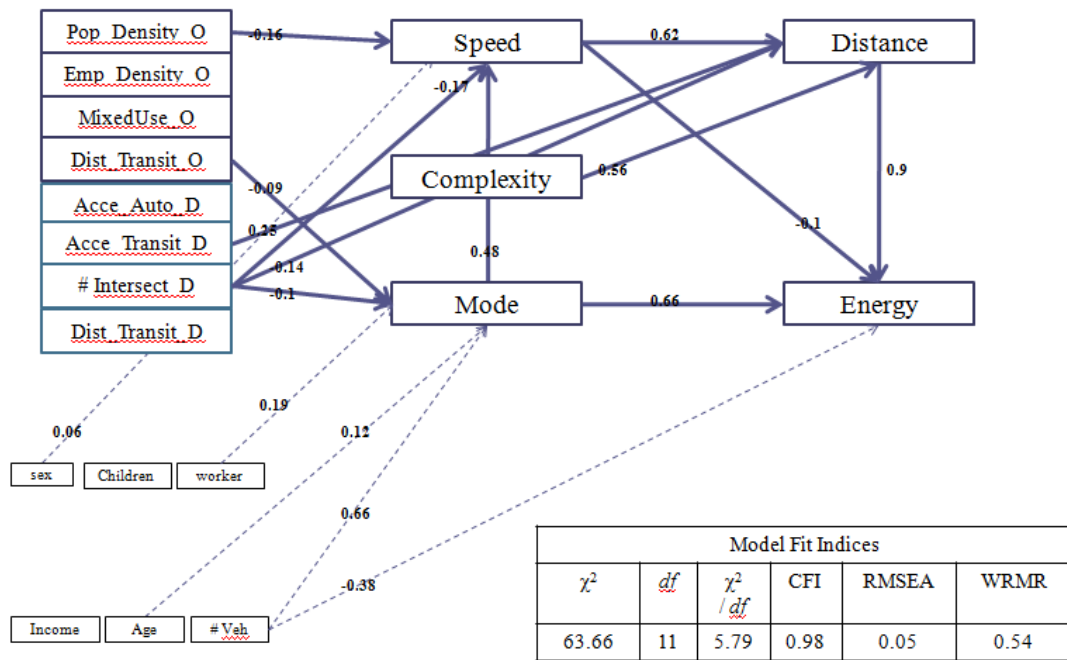 Pop_Density_O
Emp_Density_O
MixedUse_O
Dist_Transit_O
Acce_Auto_D
Acce_Transit_D
# Intersect_D
Dist_Transit_D
Speed
Distance
Complexity
Mode
Energy
-0.16
0.62
-0.17
0.56
0.9
-0.09
0.25
-0.14
-0.1
0.48
-0.1
0.66
0.19
0.06
0.12
0.66
-0.38
sex
Children
worker
Income
Age
# Veh
Model Fit Indices
χ² df χ² / df CFI RMSEA WRMR
63.66 11 5.79 0.98 0.05 0.54